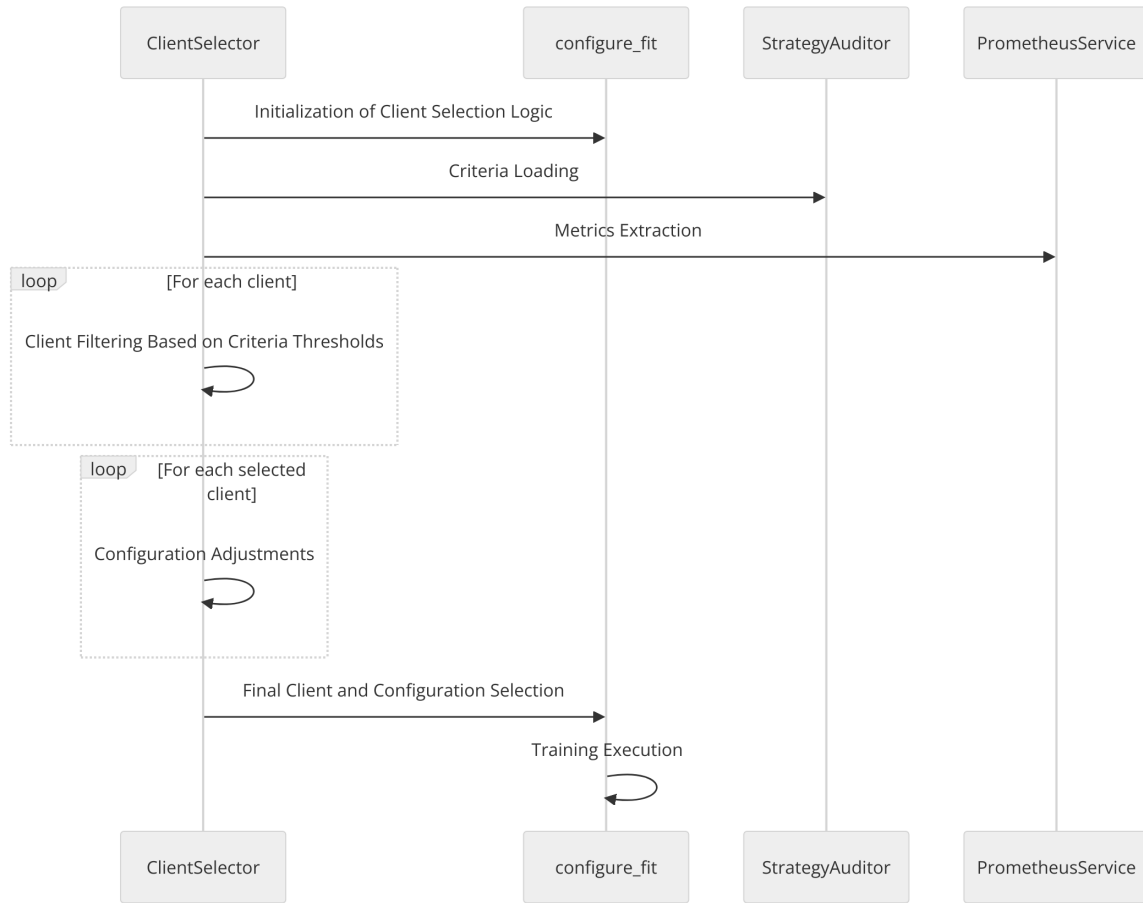 ClientSelector
configure_fit
StrategyAuditor
PrometheusService
Initialization of Client Selection Logic
Criteria Loading
Metrics Extraction
loop
[For each client]
Client Filtering Based on Criteria Thresholds
loop
[For each selected
client]
Configuration Adjustments
Final Client and Configuration Selection
Training Execution
ClientSelector
configure_fit
StrategyAuditor
PrometheusService